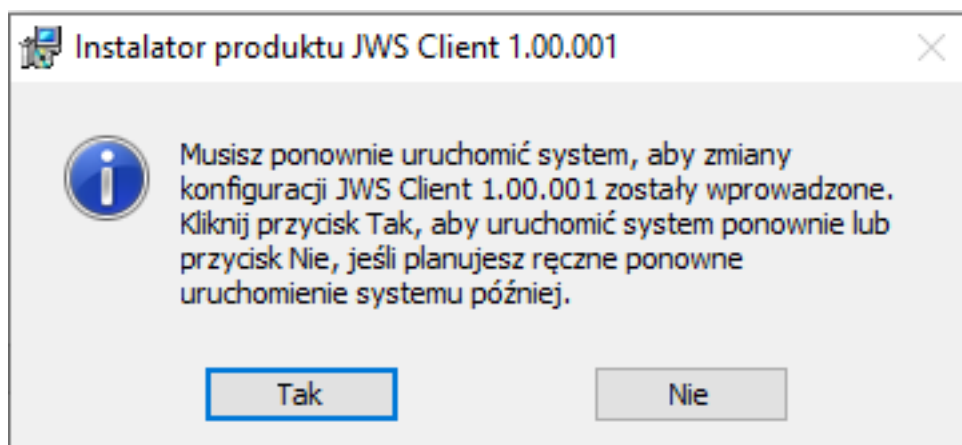 Instalator produktu JWS Client 1.00.001
Musisz ponownie uruchomić system, aby zmiany
konfiguracji JWS Client 1.00.001 zostały wprowadzone.
Kliknij przycisk Tak, aby uruchomić system ponownie lub
przycisk Nie, jeśli planujesz ręczne ponowne
uruchomienie systemu później.
Tak
Nie